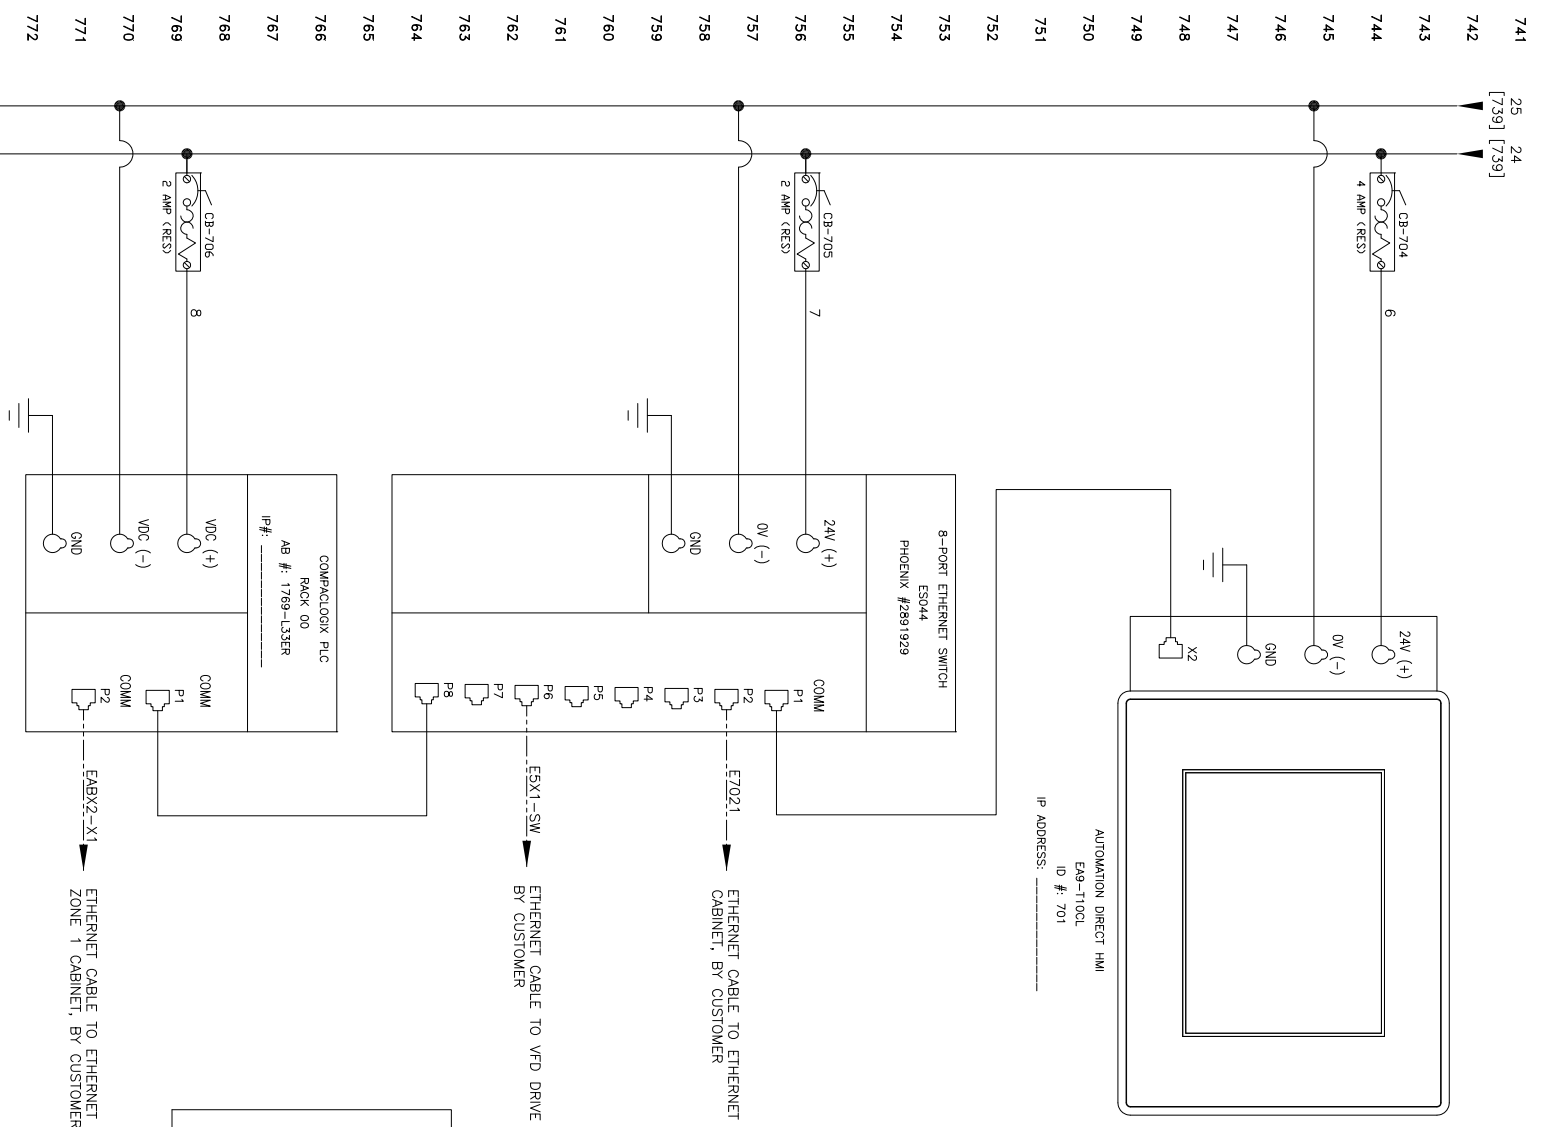 741
742
743
744
745
746
747
748
749
750
751
752
753
754
755
756
757
758
759
760
761
762
763
764
765
766
767
768
769
770
771
772
25
[739]
24
[739]
CB-704
4 AMP (RES)
6
24V (+)
0V (-)
GND
X2
AUTOMATION DIRECT HMI
EA9-T10CL
ID #: 701
IP ADDRESS: ____________
CB-705
2 AMP (RES)
7
8-PORT ETHERNET SWITCH
ES044
PHOENIX #2891929
24V (+)
0V (-)
GND
COMM
P1
P2
P3
P4
P5
P6
P7
P8
E7021
ETHERNET CABLE TO ETHERNET
CABINET, BY CUSTOMER
E5X1-SW
ETHERNET CABLE TO VFD DRIVE
BY CUSTOMER
CB-706
2 AMP (RES)
8
COMPACLOGIX PLC
RACK 00
AB #: 1769-L33ER
IP#: ____________
VDC (+)
VDC (-)
GND
COMM
P1
COMM
P2
EABX2-X1
ETHERNET CABLE TO ETHERNET
ZONE 1 CABINET, BY CUSTOMER